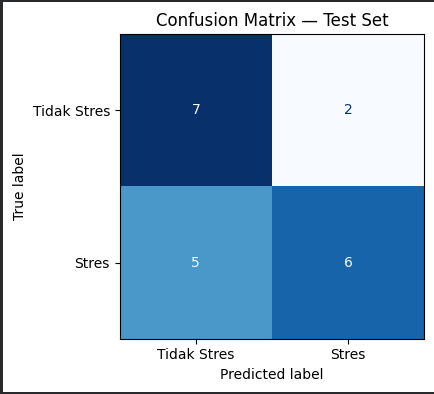 Confusion Matrix — Test Set
Tidak Stres
7
2
True label
Stres
5
6
Tidak Stres
Stres
Predicted label